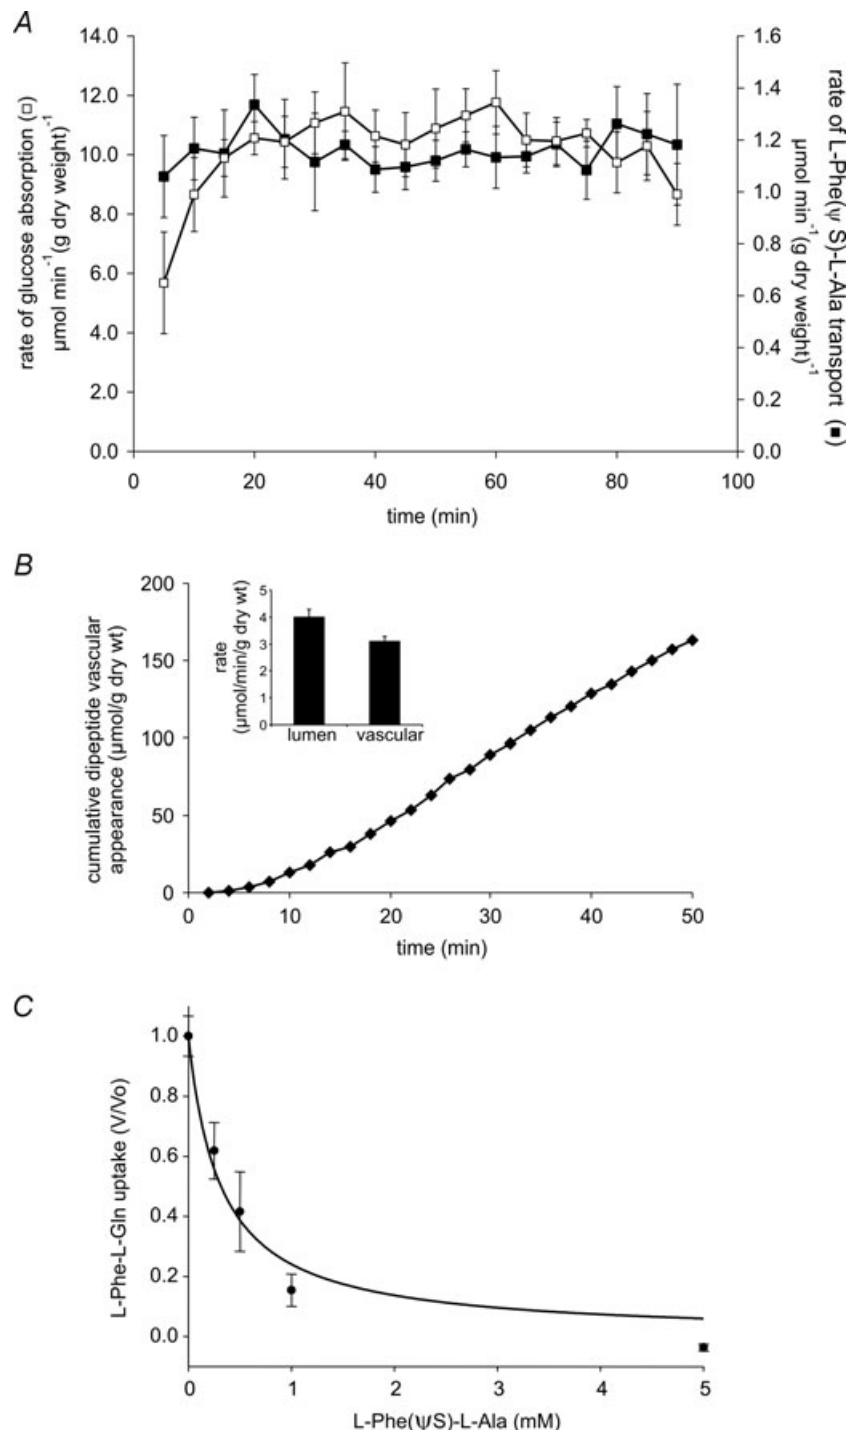 A
14.0
12.0
10.0
8.0
6.0
4.0
2.0
0.0
rate of glucose absorption (□)
µmol min⁻¹(g dry weight)⁻¹
1.6
1.4
1.2
1.0
0.8
0.6
0.4
1.2
0.0
rate of L-Phe(ψ S)-L-Ala transport (■)
µmol min⁻¹(g dry weight)⁻¹
0 20 40 60 80 100
time (min)
B
200
150
100
50
0
cumulative dipeptide vascular
appearance (µmol/g dry wt)
5
4
3
2
1
0
rate
(µmol/min/g dry wt)
lumen vascular
0 10 20 30 40 50
time (min)
C
1.0
0.8
0.6
0.4
0.2
0.0
L-Phe-L-Gln uptake (V/Vo)
0 1 2 3 4 5
L-Phe(ψS)-L-Ala (mM)